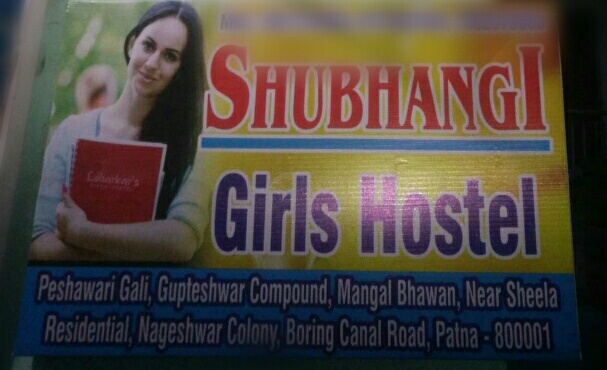 SHUBHANGI
Girls Hostel
Peshawari Gali, Gupteshwar Compound, Mangal Bhawan, Near Sheela
Residential, Nageshwar Colony, Boring Canal Road, Patna - 800001